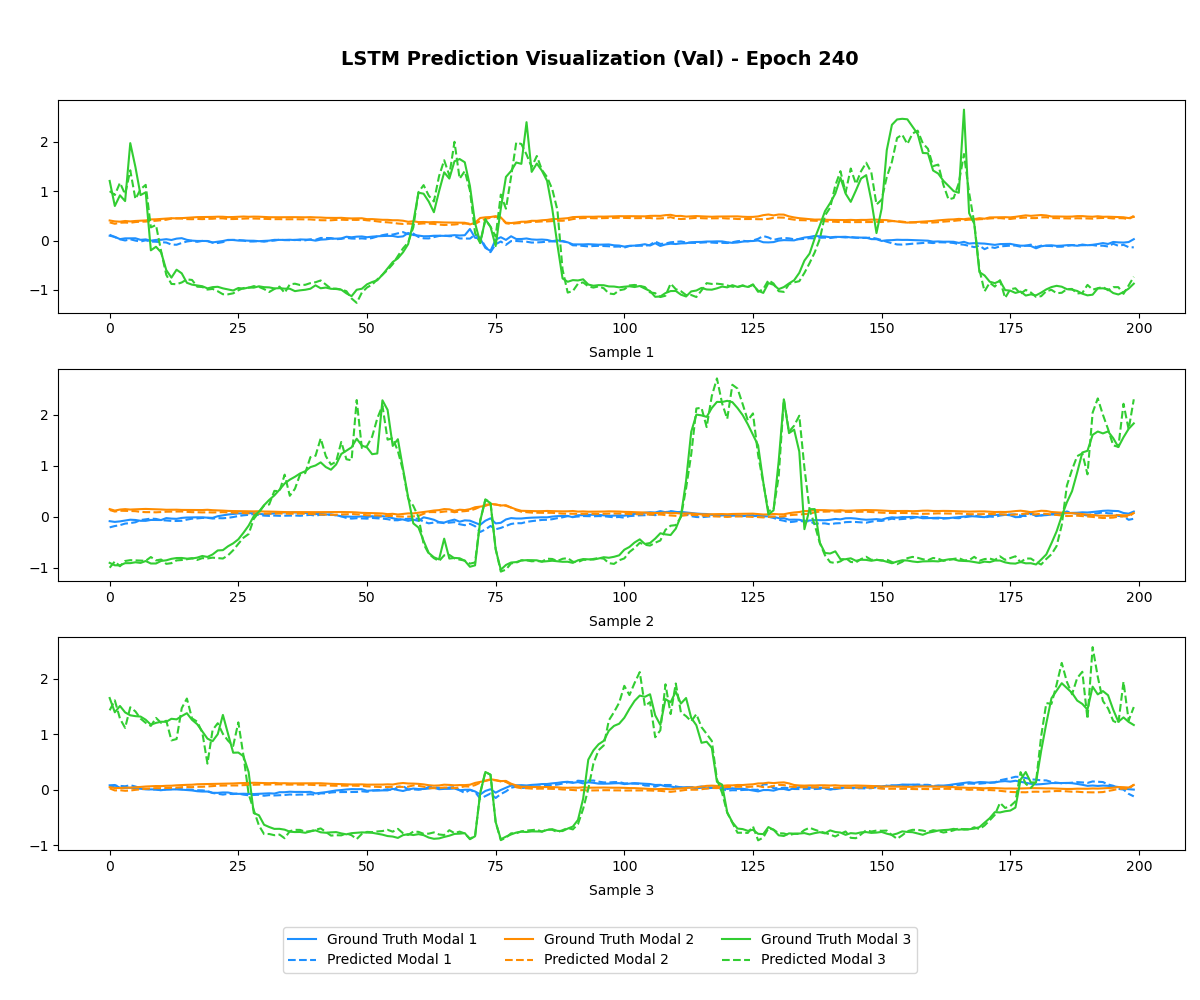 LSTM Prediction Visualization (Val) - Epoch 240
2
1
0
−1
0 25 50 75 100 125 150 175 200
Sample 1
2
1
0
−1
0 25 50 75 100 125 150 175 200
Sample 2
2
1
0
−1
0 25 50 75 100 125 150 175 200
Sample 3
Ground Truth Modal 1 Ground Truth Modal 2 Ground Truth Modal 3
Predicted Modal 1 Predicted Modal 2 Predicted Modal 3